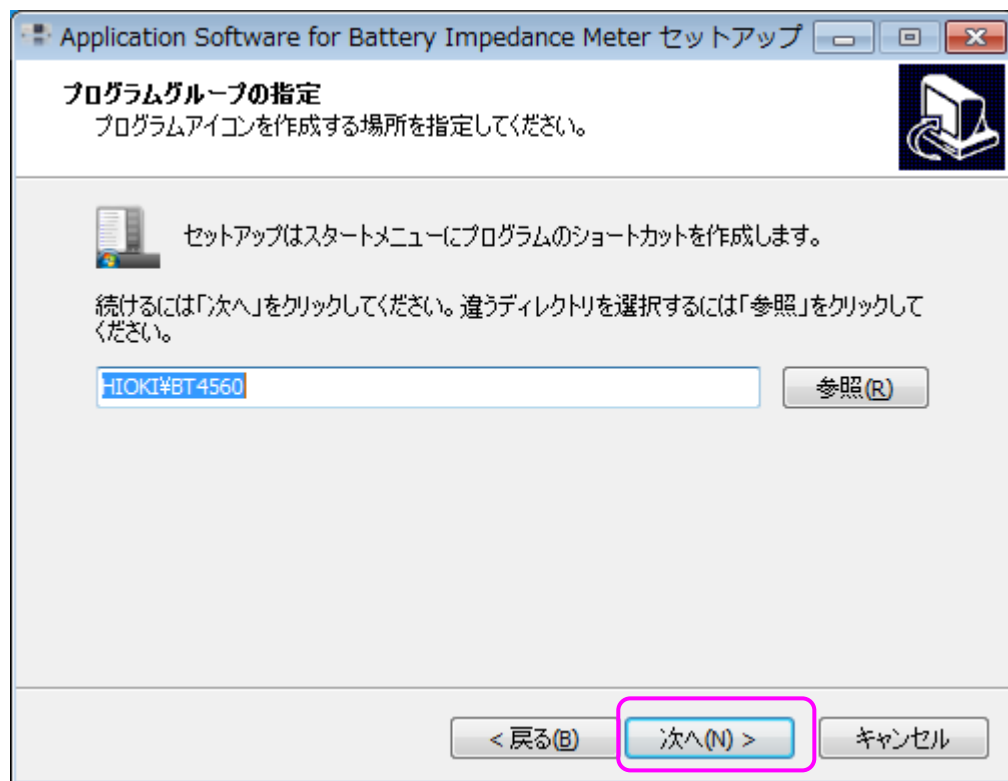 Application Software for Battery Impedance Meter セットアップ
プログラムグループの指定
プログラムアイコンを作成する場所を指定してください。
セットアップはスタートメニューにプログラムのショートカットを作成します。
続けるには「次へ」をクリックしてください。違うディレクトリを選択するには「参照」をクリックして
ください。
HIOKI¥BT4560 参照(R)
< 戻る(B) 次へ(N) > キャンセル